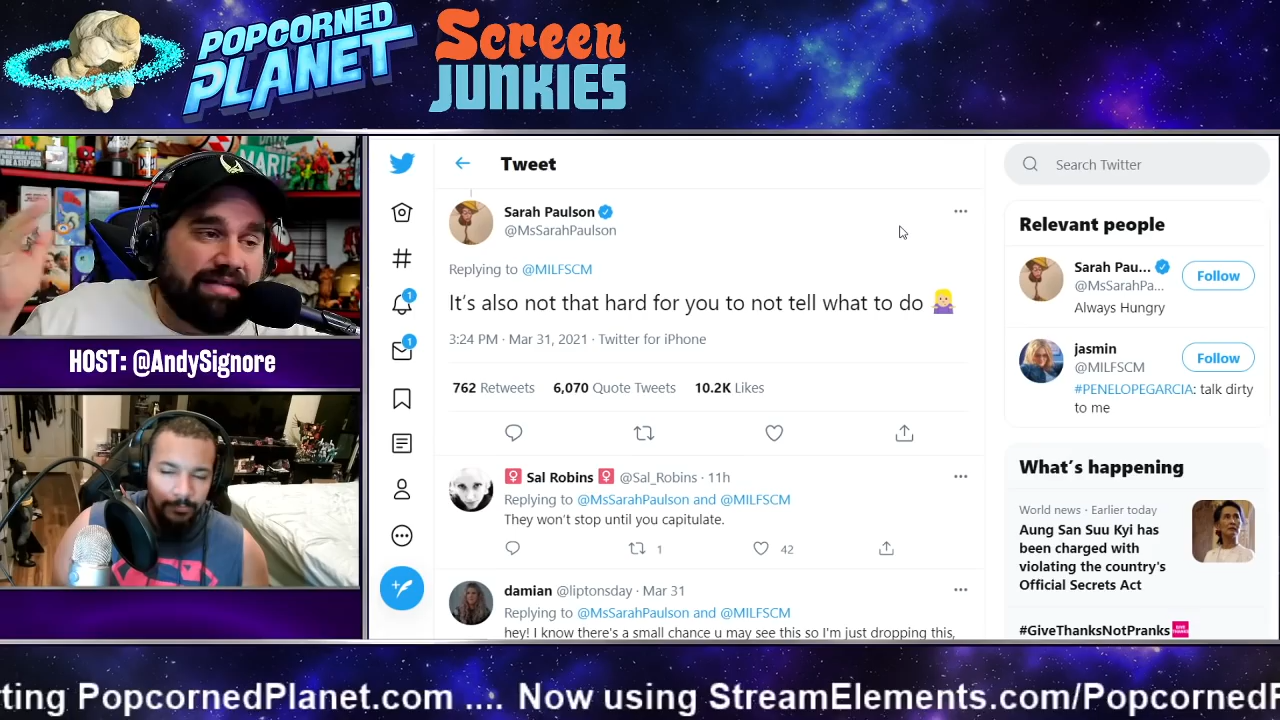 POPCORNED
PLANET
Screen
JUNKIES
MARIE
HOST: @AndySignore
Tweet
Search Twitter
Sarah Paulson
@MsSarahPaulson
Replying to @MILFSCM
It's also not that hard for you to not tell what to do 🤷🏼‍♀️
3:24 PM · Mar 31, 2021 · Twitter for iPhone
762 Retweets 6,070 Quote Tweets 10.2K Likes
Sal Robins @Sal_Robins · 11h
Replying to @MsSarahPaulson and @MILFSCM
They won't stop until you capitulate.
1 42
damian @liptonsday · Mar 31
Replying to @MsSarahPaulson and @MILFSCM
hey! I know there's a small chance u may see this so I'm just dropping this,
1
1
Relevant people
Sarah Pau...
@MsSarahPa...
Follow
Always Hungry
jasmin
@MILFSCM
Follow
#PENELOPEGARCIA: talk dirty
to me
What's happening
World news · Earlier today
Aung San Suu Kyi has
been charged with
violating the country's
Official Secrets Act
#GiveThanksNotPranks
rting PopcornedPlanet.com .... Now using StreamElements.com/PopcornedP